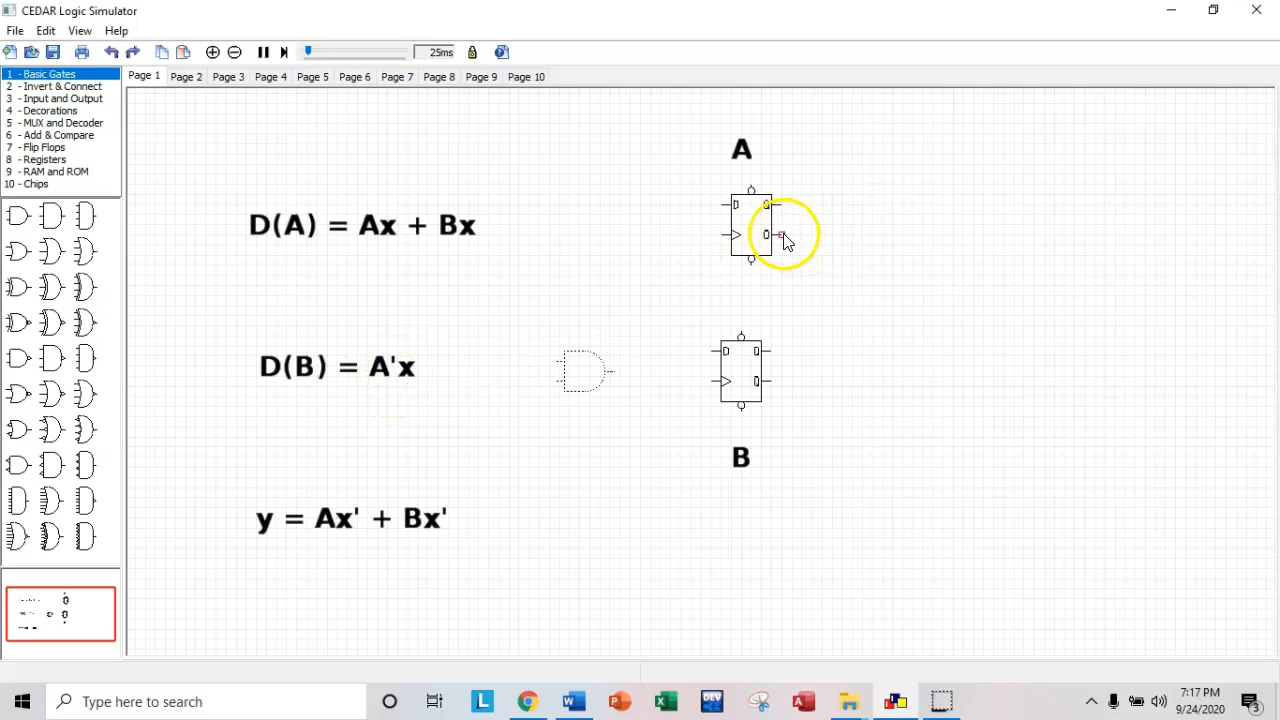 CEDAR Logic Simulator
File Edit View Help
25ms
1 - Basic Gates
2 - Invert & Connect
3 - Input and Output
4 - Decorations
5 - MUX and Decoder
6 - Add & Compare
7 - Flip Flops
8 - Registers
9 - RAM and ROM
10 - Chips
Page 1 Page 2 Page 3 Page 4 Page 5 Page 6 Page 7 Page 8 Page 9 Page 10
A
D(A) = Ax + Bx
D(B) = A'x
B
y = Ax' + Bx'
Type here to search
7:17 PM
9/24/2020